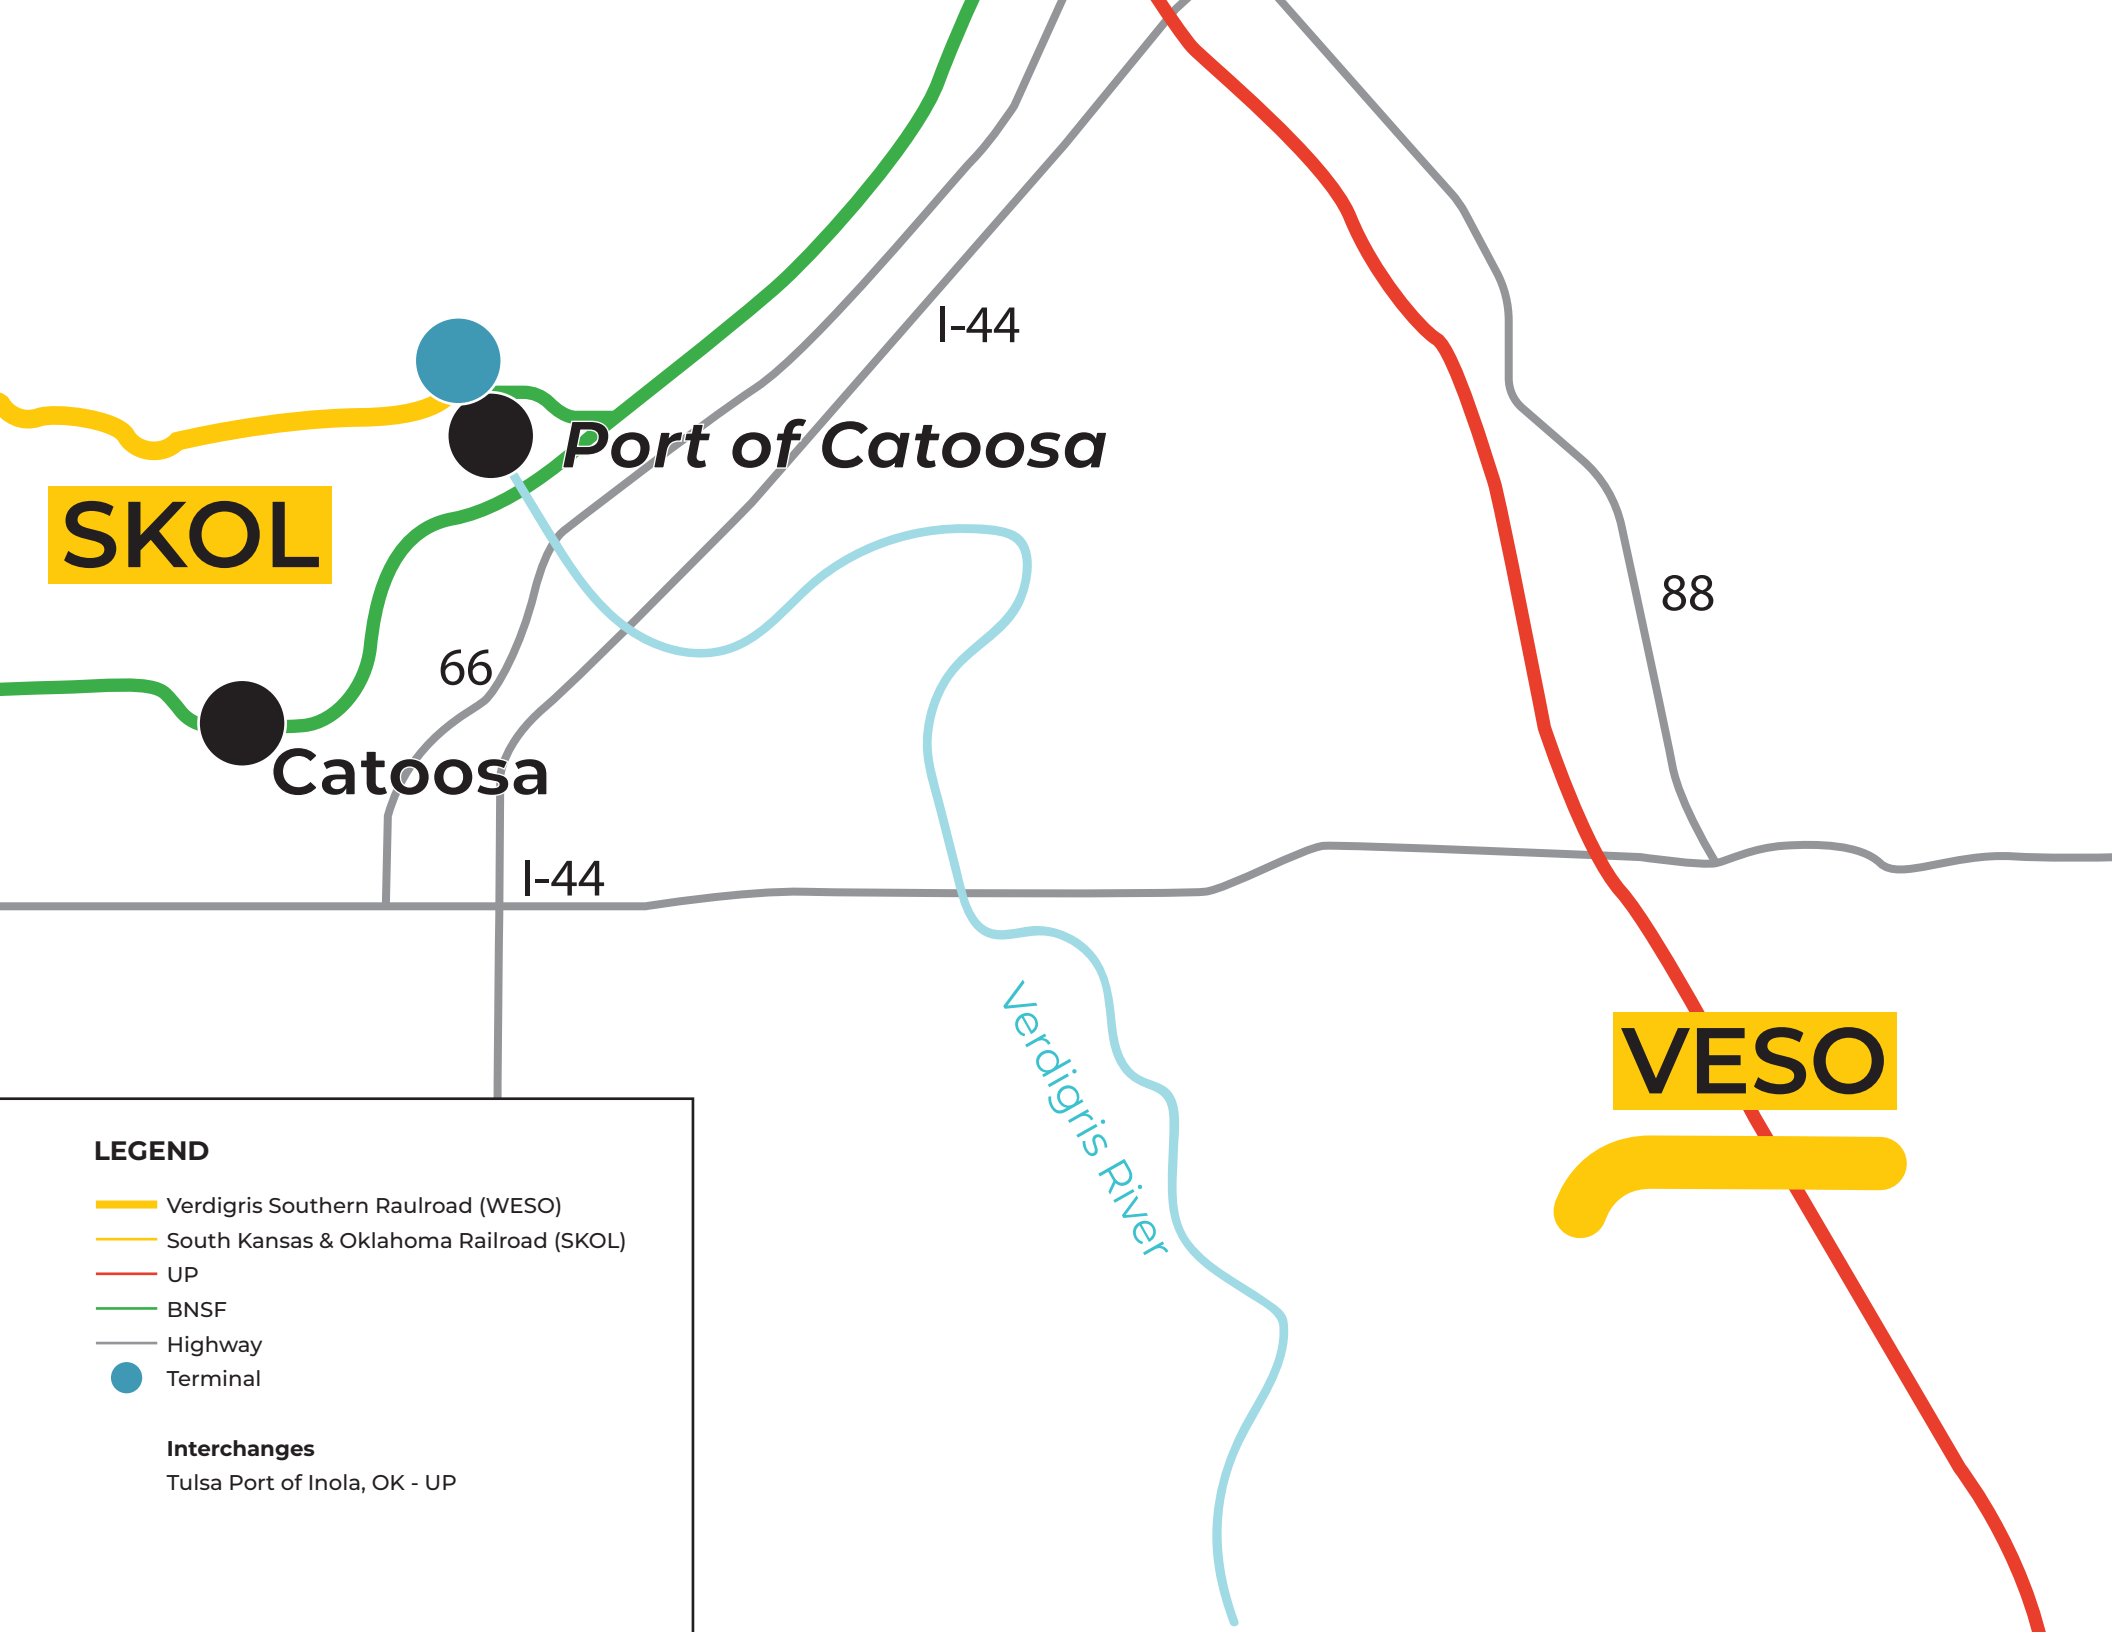 I-44
Port of Catoosa
SKOL
88
66
Catoosa
I-44
Verdigris River
VESO
LEGEND
Verdigris Southern Raulroad (WESO)
South Kansas & Oklahoma Railroad (SKOL)
UP
BNSF
Highway
Terminal
Interchanges
Tulsa Port of Inola, OK - UP